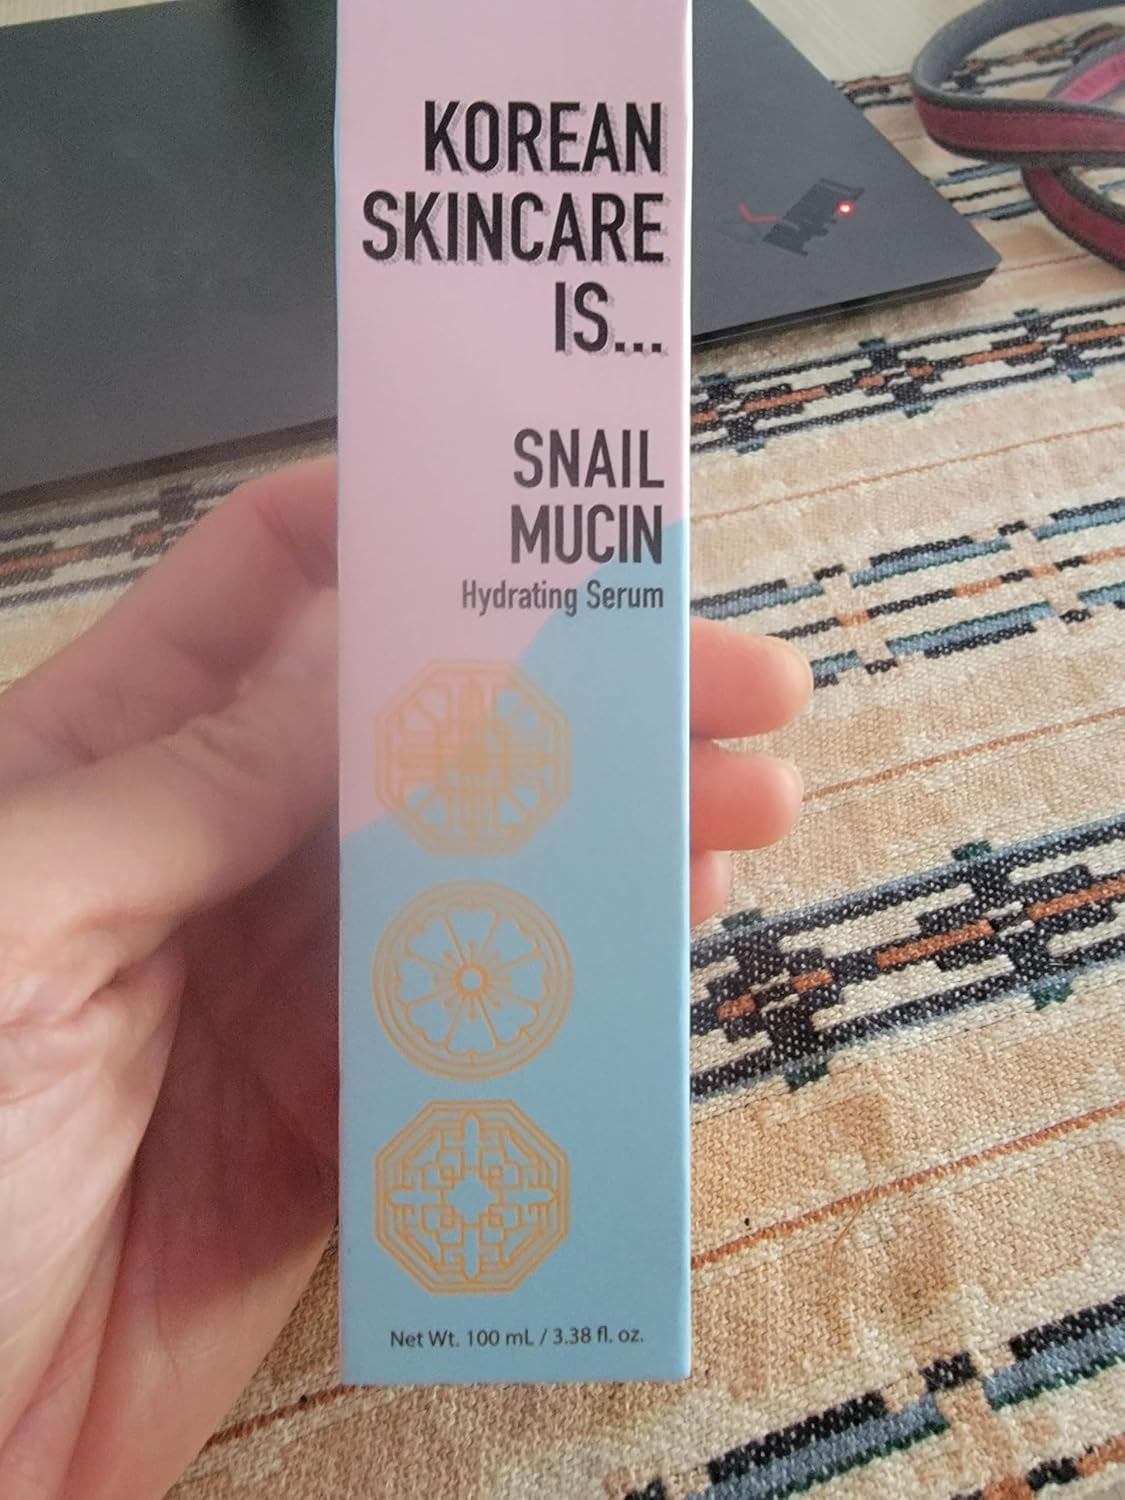 KOREAN
SKINCARE
IS...
SNAIL
MUCIN
Hydrating Serum
Net Wt. 100 mL / 3.38 fl. oz.